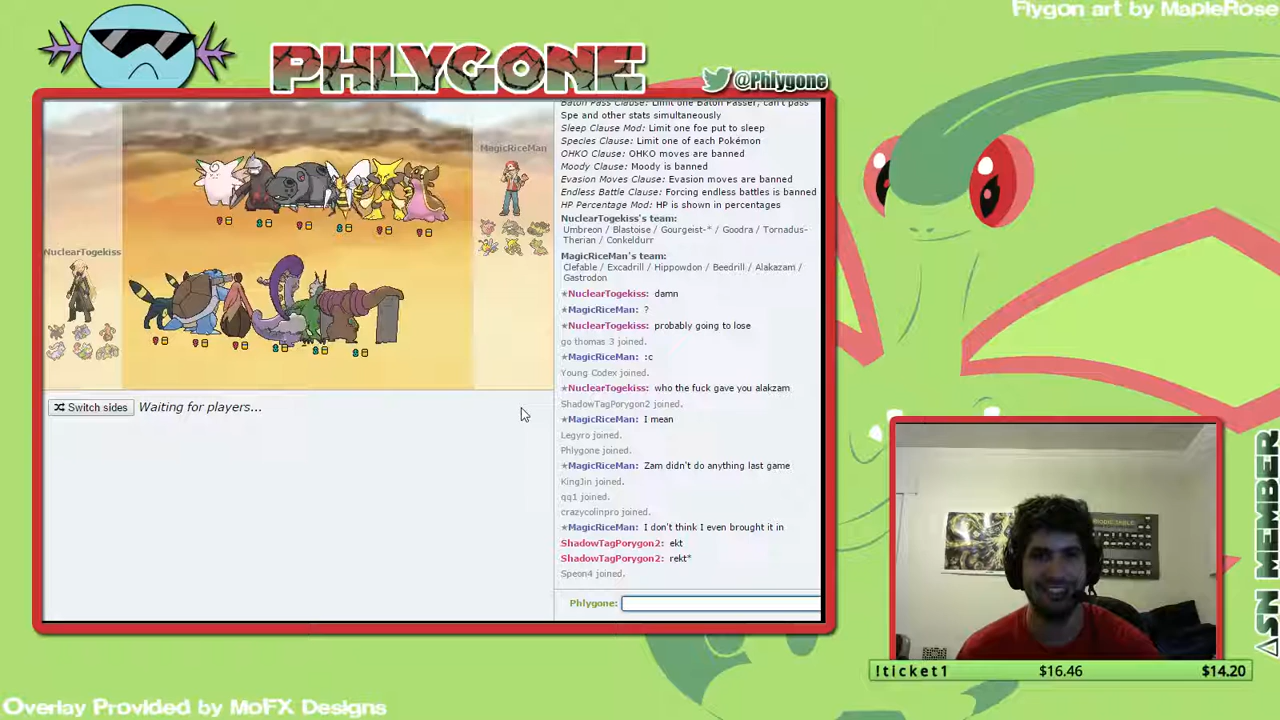 Flygon art by MapleRose
PHLYGONE
@Phlygone
MagicRiceMan
NuclearTogekiss
Switch sides
Waiting for players...
Baton Pass Clause: Limit one Baton Passer, can't pass
Spe and other stats simultaneously
Sleep Clause Mod: Limit one foe put to sleep
Species Clause: Limit one of each Pokémon
OHKO Clause: OHKO moves are banned
Moody Clause: Moody is banned
Evasion Moves Clause: Evasion moves are banned
Endless Battle Clause: Forcing endless battles is banned
HP Percentage Mod: HP is shown in percentages
NuclearTogekiss's team:
Umbreon / Blastoise / Gourgeist-* / Goodra / Tornadus-
Therian / Conkeldurr
MagicRiceMan's team:
Clefable / Excadrill / Hippowdon / Beedrill / Alakazam /
Gastrodon
★NuclearTogekiss: damn
★MagicRiceMan: ?
★NuclearTogekiss: probably going to lose
go thomas 3 joined.
★MagicRiceMan: :c
Young Codex joined.
★NuclearTogekiss: who the fuck gave you alakzam
ShadowTagPorygon2 joined.
★MagicRiceMan: I mean
Legyro joined.
Phlygone joined.
★MagicRiceMan: Zam didn't do anything last game
KingJin joined.
qq1 joined.
crazycolinpro joined.
★MagicRiceMan: I don't think I even brought it in
ShadowTagPorygon2: ekt
ShadowTagPorygon2: rekt*
Speon4 joined.
Phlygone:
ASN MEMBER
!ticket1 $16.46 $14.20
Overlay Provided by MoFX Designs